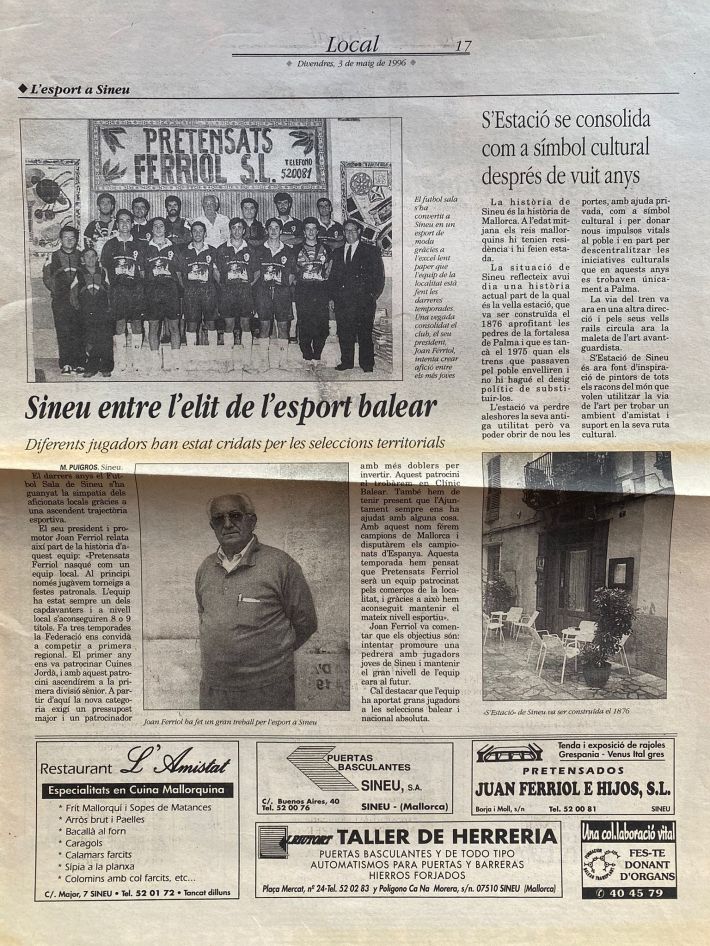 Local
17
◆ Divendres, 3 de maig de 1996 ◆
◆ L'esport a Sineu
PRETENSATS
FERRIOL S.L.
TELEFONO
520081
El futbol sala
s'ha
convertit a
Sineu en un
esport de
moda
gràcies a
l'excel·lent
paper que
l'equip de la
localitat està
fent les
darreres
temporades.
Una vegada
consolidat el
club, el seu
president,
Joan Ferriol,
intenta crear
afició entre
els més joves
Sineu entre l'elit de l'esport balear
Diferents jugadors han estat cridats per les seleccions territorials
M. PUIGROS. Sineu.
El darrers anys el Fut-
bol Sala de Sineu s'ha
guanyat la simpatia dels
aficionats locals gràcies a
una ascendent trajectòria
esportiva.
El seu president i pro-
motor Joan Ferriol relata
així part de la història d'a-
quest equip: «Pretensats
Ferriol nasqué com un
equip local. Al principi
només jugàvem torneigs a
festes patronals. L'equip
ha estat sempre un dels
capdavanters i a nivell
local s'aconseguiren 8 o 9
títols. Fa tres temporades
la Federació ens convidà
a competir a primera
regional. El primer any
ens va patrocinar Cuines
Jordà, i amb aquest patro-
cini ascendírem a la pri-
mera divisió sènior. A par-
tir d'aquí la nova catego-
ria exigí un pressupost
major i un patrocinador
Joan Ferriol ha fet un gran treball per l'esport a Sineu
amb més doblers per
invertir. Aquest patrocini
el trobàrem en Clínic
Balear. També hem de
tenir present que l'Ajun-
tament sempre ens ha
ajudat amb alguna cosa.
Amb aquest nom férem
campions de Mallorca i
disputàrem els campio-
nats d'Espanya. Aquesta
temporada hem pensat
que Pretensats Ferriol
serà un equip patrocinat
pels comerços de la loca-
litat, i gràcies a això hem
aconseguit mantenir el
mateix nivell esportiu».
Joan Ferriol va comen-
tar que els objectius són:
intentar promoure una
pedrera amb jugadors
joves de Sineu i mantenir
el gran nivell de l'equip
cara al futur.
Cal destacar que l'equip
ha aportat grans jugadors
a les seleccions balear i
nacional absoluta.
S'Estació se consolida
com a símbol cultural
després de vuit anys
La història de
Sineu és la història de
Mallorca. A l'edat mit-
jana els reis mallor-
quins hi tenien resi-
dència i hi feien esta-
da.
La situació de
Sineu reflecteix avui
dia una història
actual part de la qual
és la vella estació, que
va ser construïda el
1876 aprofitant les
pedres de la fortalesa
de Palma i que es tan-
cà el 1975 quan els
trens que passaven
pel poble envelliren i
no hi hagué el desig
polític de substi-
tuir-los.
L'estació va perdre
aleshores la seva anti-
ga utilitat però va
poder obrir de nou les
portes, amb ajuda pri-
vada, com a símbol
cultural i per donar
nous impulsos vitals
al poble i en part per
descentralitzar les
iniciatives culturals
que en aquests anys
es trobaven única-
ment a Palma.
La via del tren va
ara en una altra direc-
ció i pels seus vells
rails circula ara la
maleta de l'art avant-
guardista.
S'Estació de Sineu
és ara font d'inspira-
ció de pintors de tots
els racons del món que
volen utilitzar la via
de l'art per trobar un
ambient d'amistat i
suport en la seva ruta
cultural.
«S'Estació» de Sineu va ser construïda el 1876
Restaurant L'Amistat
Especialitats en Cuina Mallorquina
* Frit Mallorquí i Sopes de Matances
* Arròs brut i Paelles
* Bacallà al forn
* Caragols
* Calamars farcits
* Sípia a la planxa
* Colomins amb col farcits, etc...
C/. Major, 7 SINEU • Tel. 52 01 72 • Tancat dilluns
PUERTAS
BASCULANTES
SINEU, S.A.
C/. Buenos Aires, 40
Tel. 52 00 76
SINEU - (Mallorca)
Tenda i exposició de rajoles
Grespania - Venus Ital gres
PRETENSADOS
JUAN FERRIOL E HIJOS, S.L.
Borja i Moll, s/n
Tel. 52 00 81
SINEU
TALLER DE HERRERIA
PUERTAS BASCULANTES Y DE TODO TIPO
AUTOMATISMOS PARA PUERTAS Y BARRERAS
HIERROS FORJADOS
Plaça Mercat, nº 24-Tel. 52 02 83 y Polígono Ca Na Morera, s/n. 07510 SINEU (Mallorca)
Una col.laboració vital
FES-TE
DONANT
D'ORGANS
✆ 40 45 79